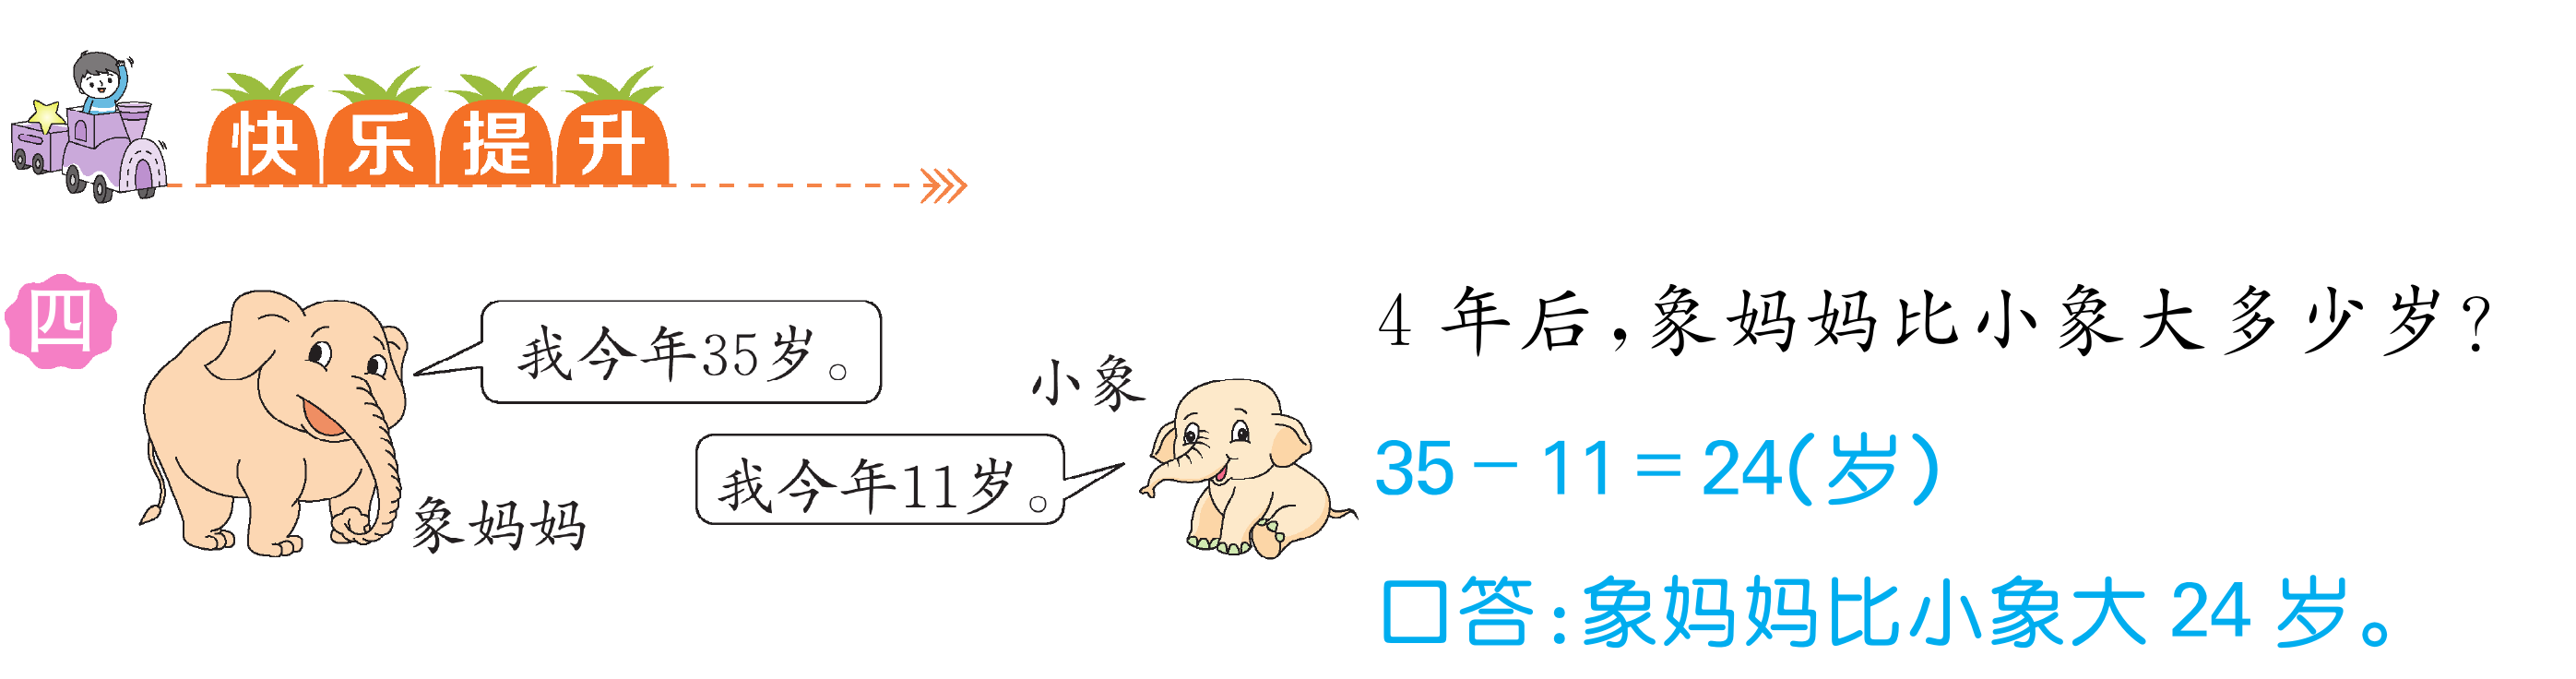 快乐提升
四
我今年35岁。
象妈妈
小象
我今年11岁。
4年后,象妈妈比小象大多少岁?
35-11=24(岁)
口答:象妈妈比小象大24岁。